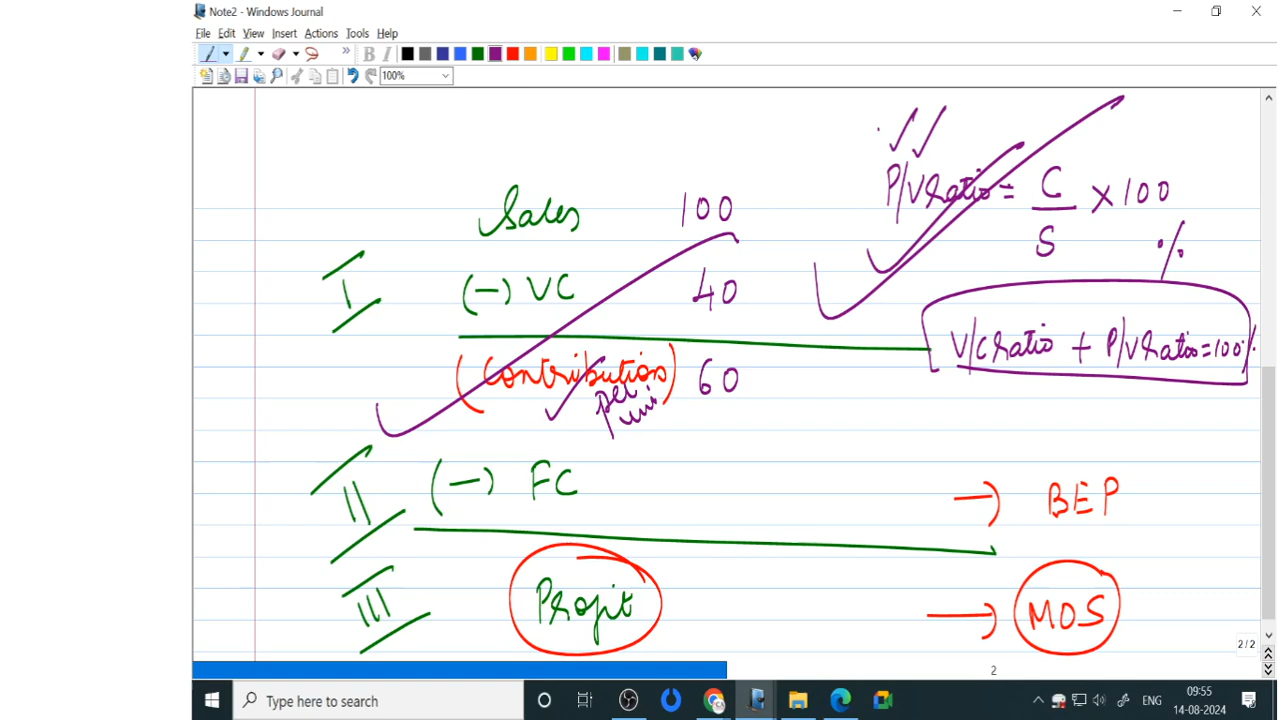 Note2 - Windows Journal
File Edit View Insert Actions Tools Help
» B I
100%
P/V Ratio = C/S × 100
%
Sales 100
I (-) VC 40
V/C Ratio + P/V Ratio = 100%
(Contribution) 60
per unit
II (-) FC → BEP
III Profit → MOS
2/2
2
Type here to search
ENG
09:55
14-08-2024